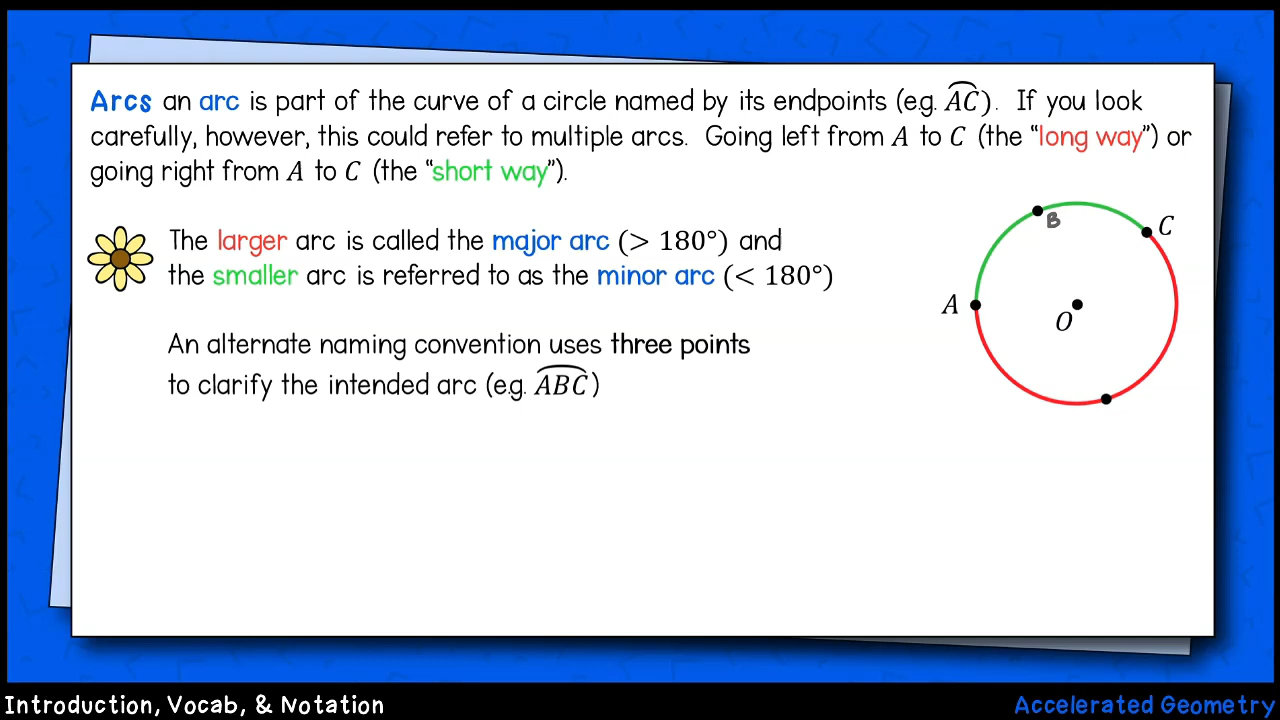 Arcs an arc is part of the curve of a circle named by its endpoints (e.g. A͡C). If you look
carefully, however, this could refer to multiple arcs. Going left from A to C (the “long way”) or
going right from A to C (the “short way”).
The larger arc is called the major arc (> 180°) and
the smaller arc is referred to as the minor arc (< 180°)
An alternate naming convention uses three points
to clarify the intended arc (e.g. A͡B͡C)
B
C
A
O
Introduction, Vocab, & Notation
Accelerated Geometry